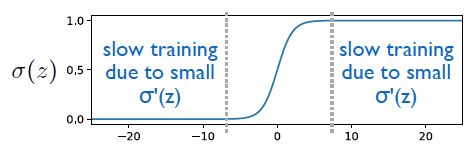 1.0
slow training
due to small
σ'(z)
slow training
due to small
σ'(z)
σ(z)
0.5
0.0
−20
−10
0
10
20